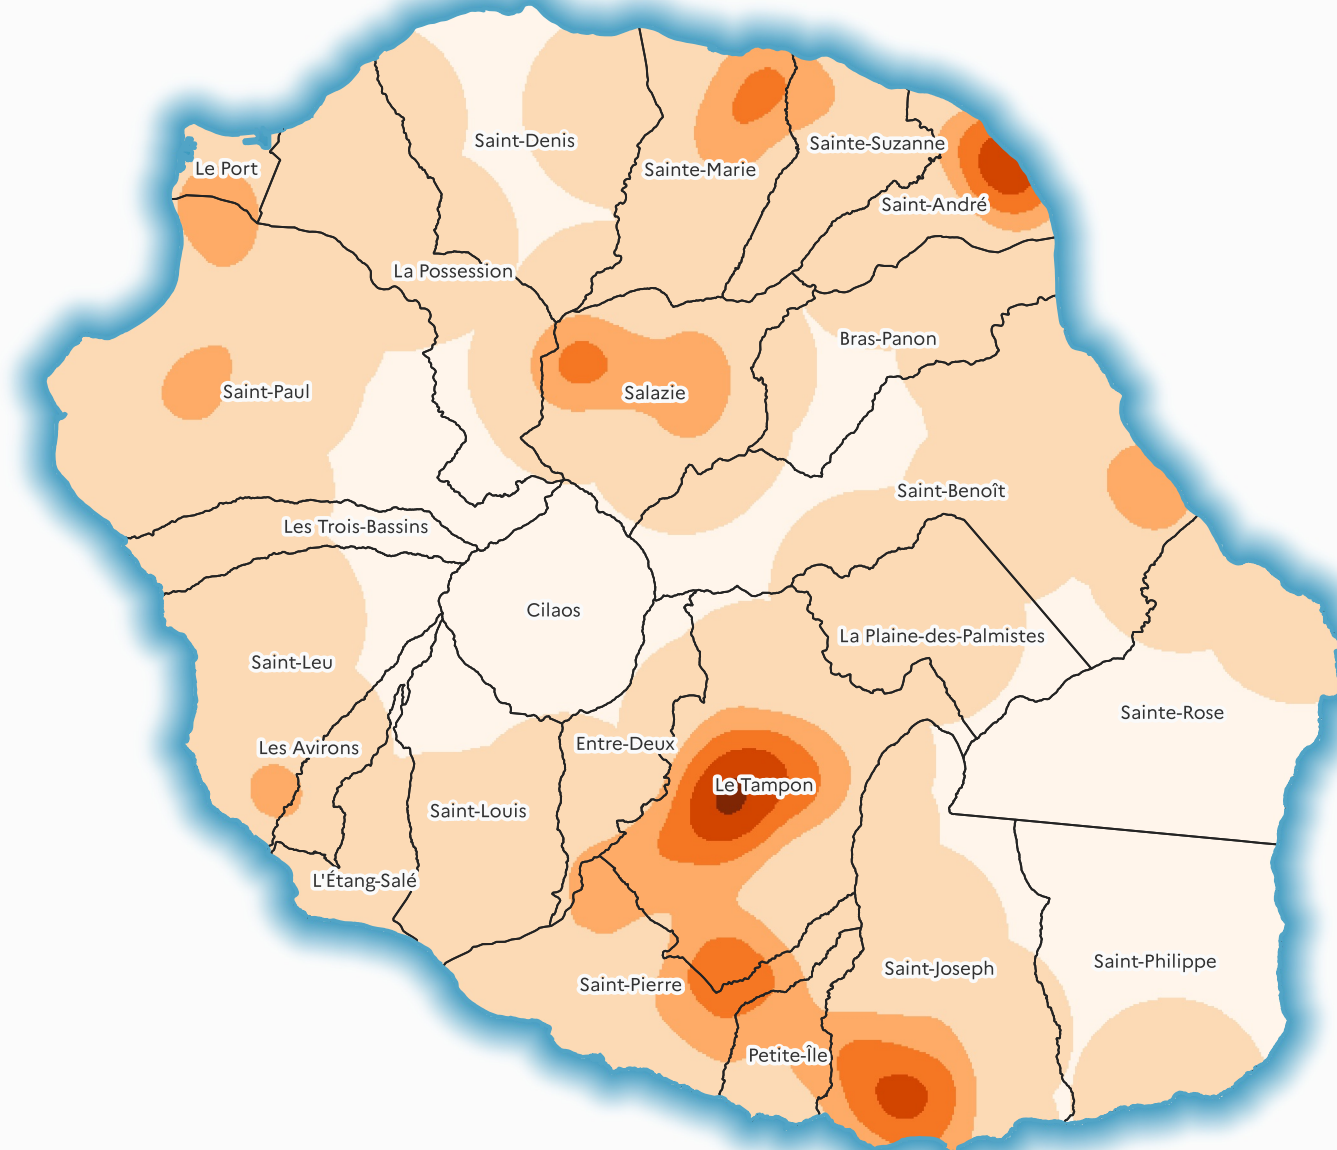 Saint-Denis
Sainte-Suzanne
Le Port
Sainte-Marie
Saint-André
La Possession
Bras-Panon
Saint-Paul
Salazie
Saint-Benoît
Les Trois-Bassins
Cilaos
La Plaine-des-Palmistes
Saint-Leu
Sainte-Rose
Entre-Deux
Les Avirons
Le Tampon
Saint-Louis
L'Étang-Salé
Saint-Philippe
Saint-Joseph
Saint-Pierre
Petite-Île